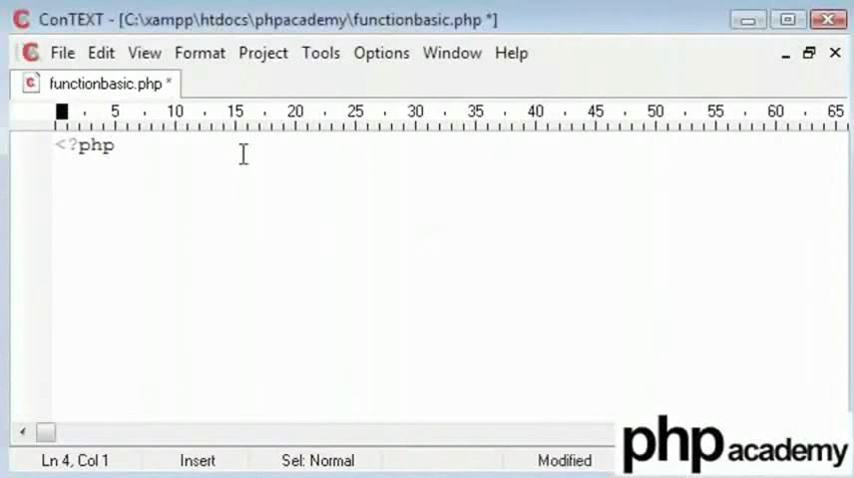 ConTEXT - [C:\xampp\htdocs\phpacademy\functionbasic.php *]
File Edit View Format Project Tools Options Window Help
functionbasic.php *
5 10 15 20 25 30 35 40 45 50 55 60 65
<?php
Ln 4, Col 1 Insert Sel: Normal Modified
php academy